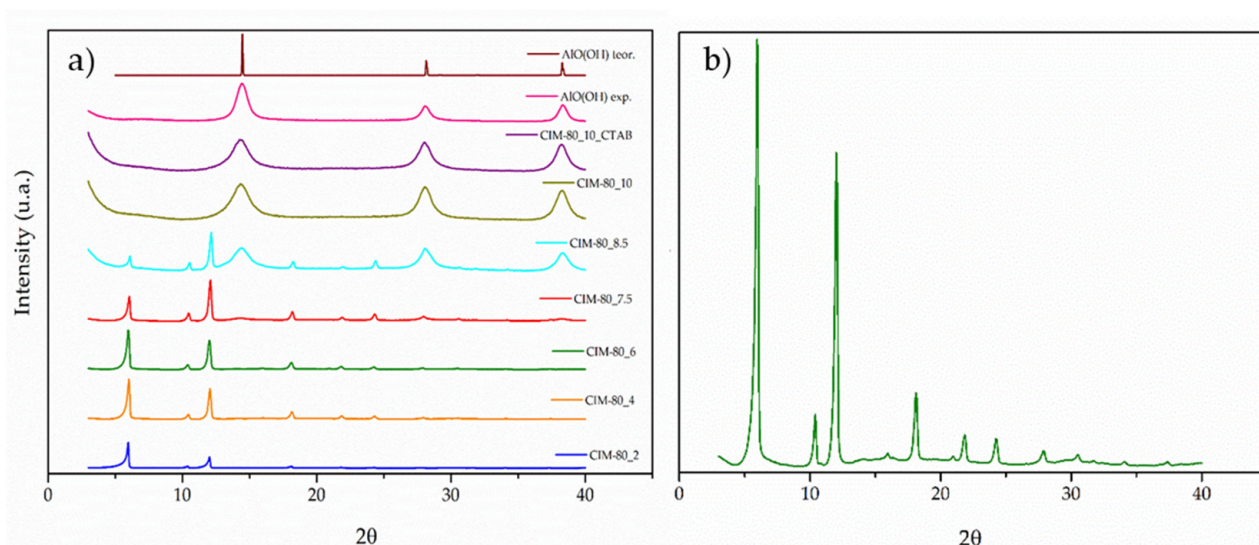 a)
AlO(OH) teor.
AlO(OH) exp.
CIM-80_10_CTAB
CIM-80_10
CIM-80_8.5
CIM-80_7.5
CIM-80_6
CIM-80_4
CIM-80_2
Intensity (u.a.)
0 10 20 30 40
2θ
b)
0 10 20 30 40
2θ